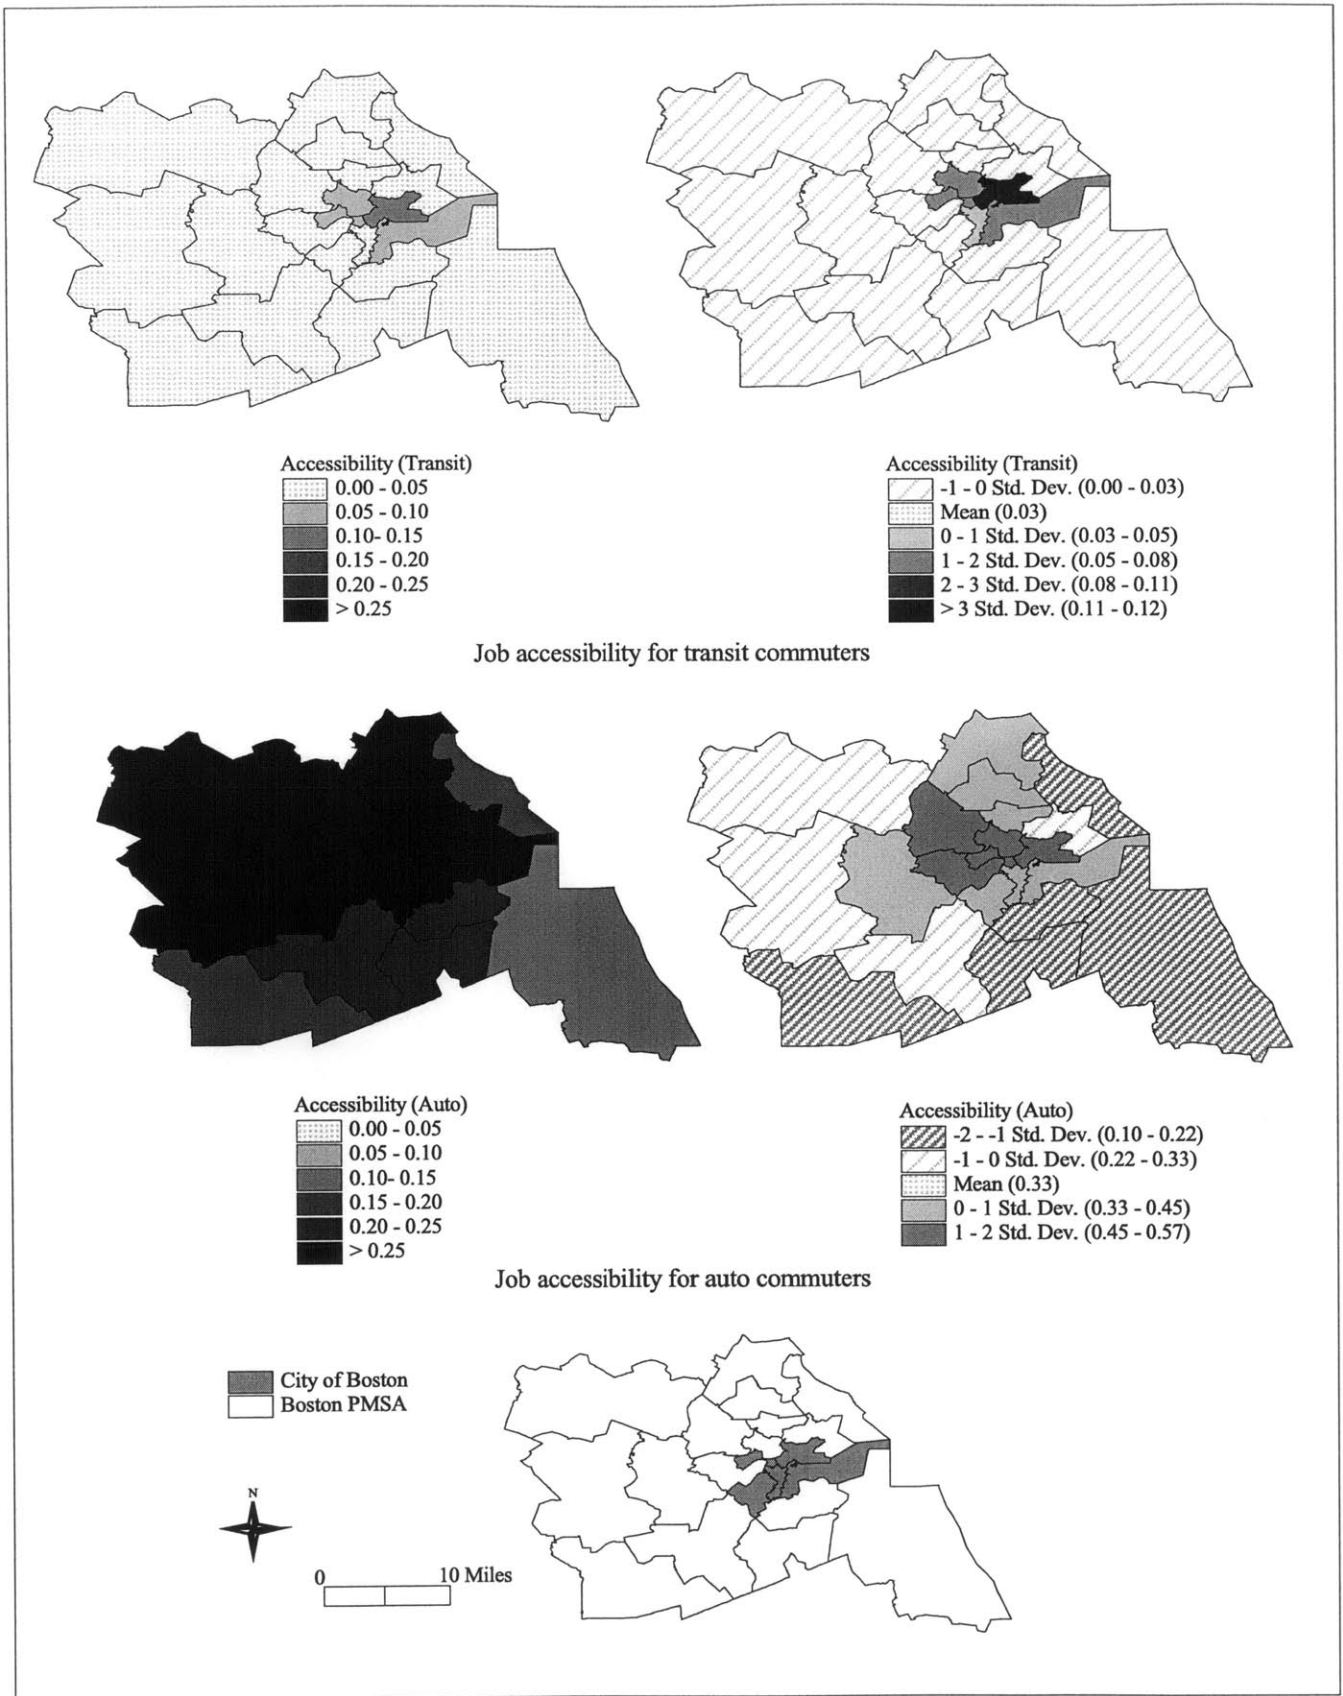 Accessibility (Transit)
0.00 - 0.05
0.05 - 0.10
0.10- 0.15
0.15 - 0.20
0.20 - 0.25
> 0.25
Accessibility (Transit)
-1 - 0 Std. Dev. (0.00 - 0.03)
Mean (0.03)
0 - 1 Std. Dev. (0.03 - 0.05)
1 - 2 Std. Dev. (0.05 - 0.08)
2 - 3 Std. Dev. (0.08 - 0.11)
> 3 Std. Dev. (0.11 - 0.12)
Job accessibility for transit commuters
Accessibility (Auto)
0.00 - 0.05
0.05 - 0.10
0.10- 0.15
0.15 - 0.20
0.20 - 0.25
> 0.25
Accessibility (Auto)
-2 - -1 Std. Dev. (0.10 - 0.22)
-1 - 0 Std. Dev. (0.22 - 0.33)
Mean (0.33)
0 - 1 Std. Dev. (0.33 - 0.45)
1 - 2 Std. Dev. (0.45 - 0.57)
Job accessibility for auto commuters
City of Boston
Boston PMSA
N
0 10 Miles